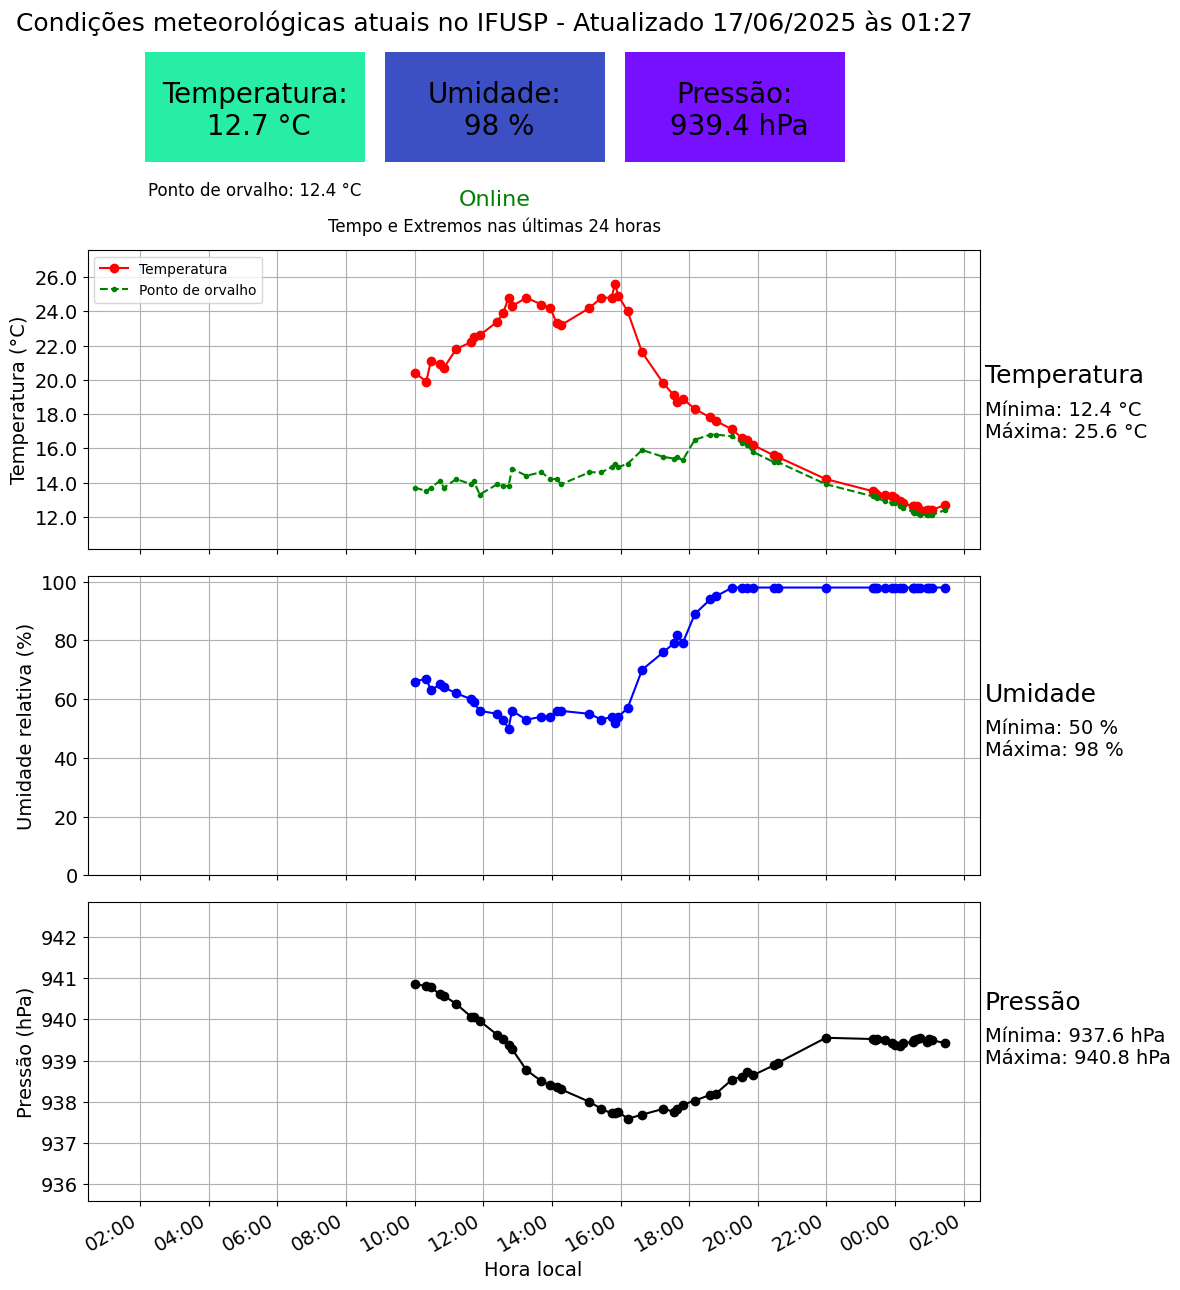 Condições meteorológicas atuais no IFUSP - Atualizado 17/06/2025 às 01:27
Temperatura:
12.7 °C
Umidade:
98 %
Pressão:
939.4 hPa
Ponto de orvalho: 12.4 °C
Online
Tempo e Extremos nas últimas 24 horas
Temperatura
Ponto de orvalho
Temperatura (°C)
26.0
24.0
22.0
20.0
18.0
16.0
14.0
12.0
Temperatura
Mínima: 12.4 °C
Máxima: 25.6 °C
Umidade relativa (%)
100
80
60
40
20
0
Umidade
Mínima: 50 %
Máxima: 98 %
Pressão (hPa)
942
941
940
939
938
937
936
Pressão
Mínima: 937.6 hPa
Máxima: 940.8 hPa
02:00 04:00 06:00 08:00 10:00 12:00 14:00 16:00 18:00 20:00 22:00 00:00 02:00
Hora local